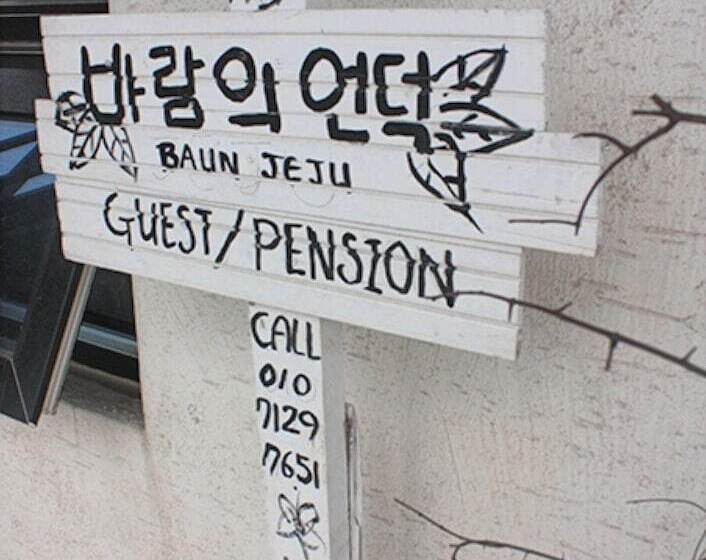 바람의 언덕
BAUN JEJU
GUEST/PENSION
CALL
010
7129
7651